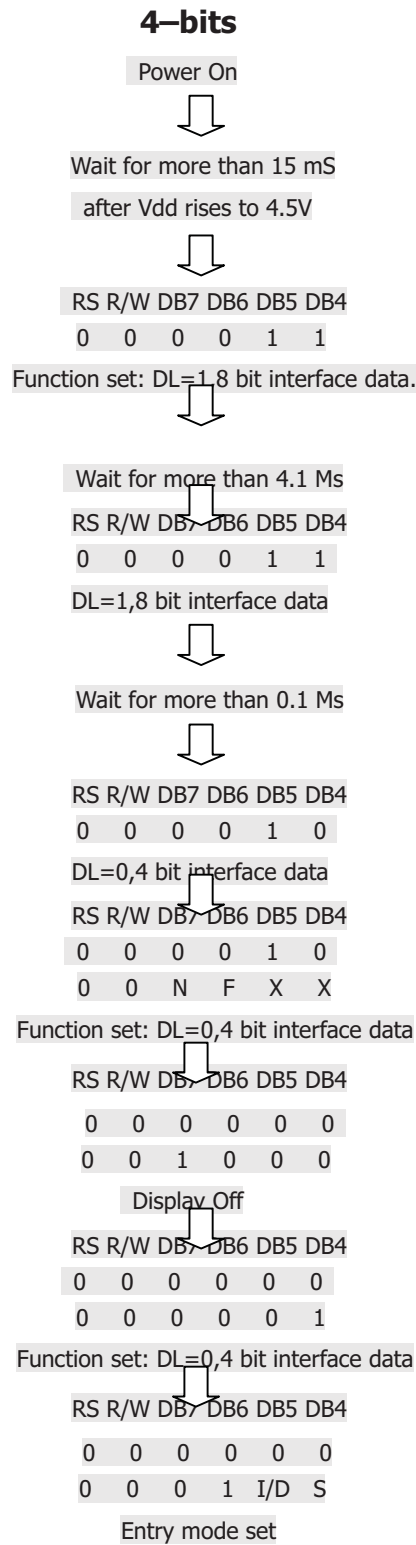 4–bits
Power On
Wait for more than 15 mS
after Vdd rises to 4.5V
RS R/W DB7 DB6 DB5 DB4
0 0 0 0 1 1
Function set: DL=1,8 bit interface data.
Wait for more than 4.1 Ms
RS R/W DB7 DB6 DB5 DB4
0 0 0 0 1 1
DL=1,8 bit interface data
Wait for more than 0.1 Ms
RS R/W DB7 DB6 DB5 DB4
0 0 0 0 1 0
DL=0,4 bit interface data
RS R/W DB7 DB6 DB5 DB4
0 0 0 0 1 0
0 0 N F X X
Function set: DL=0,4 bit interface data
RS R/W DB7 DB6 DB5 DB4
0 0 0 0 0 0
0 0 1 0 0 0
Display Off
RS R/W DB7 DB6 DB5 DB4
0 0 0 0 0 0
0 0 0 0 0 1
Function set: DL=0,4 bit interface data
RS R/W DB7 DB6 DB5 DB4
0 0 0 0 0 0
0 0 0 1 I/D S
Entry mode set